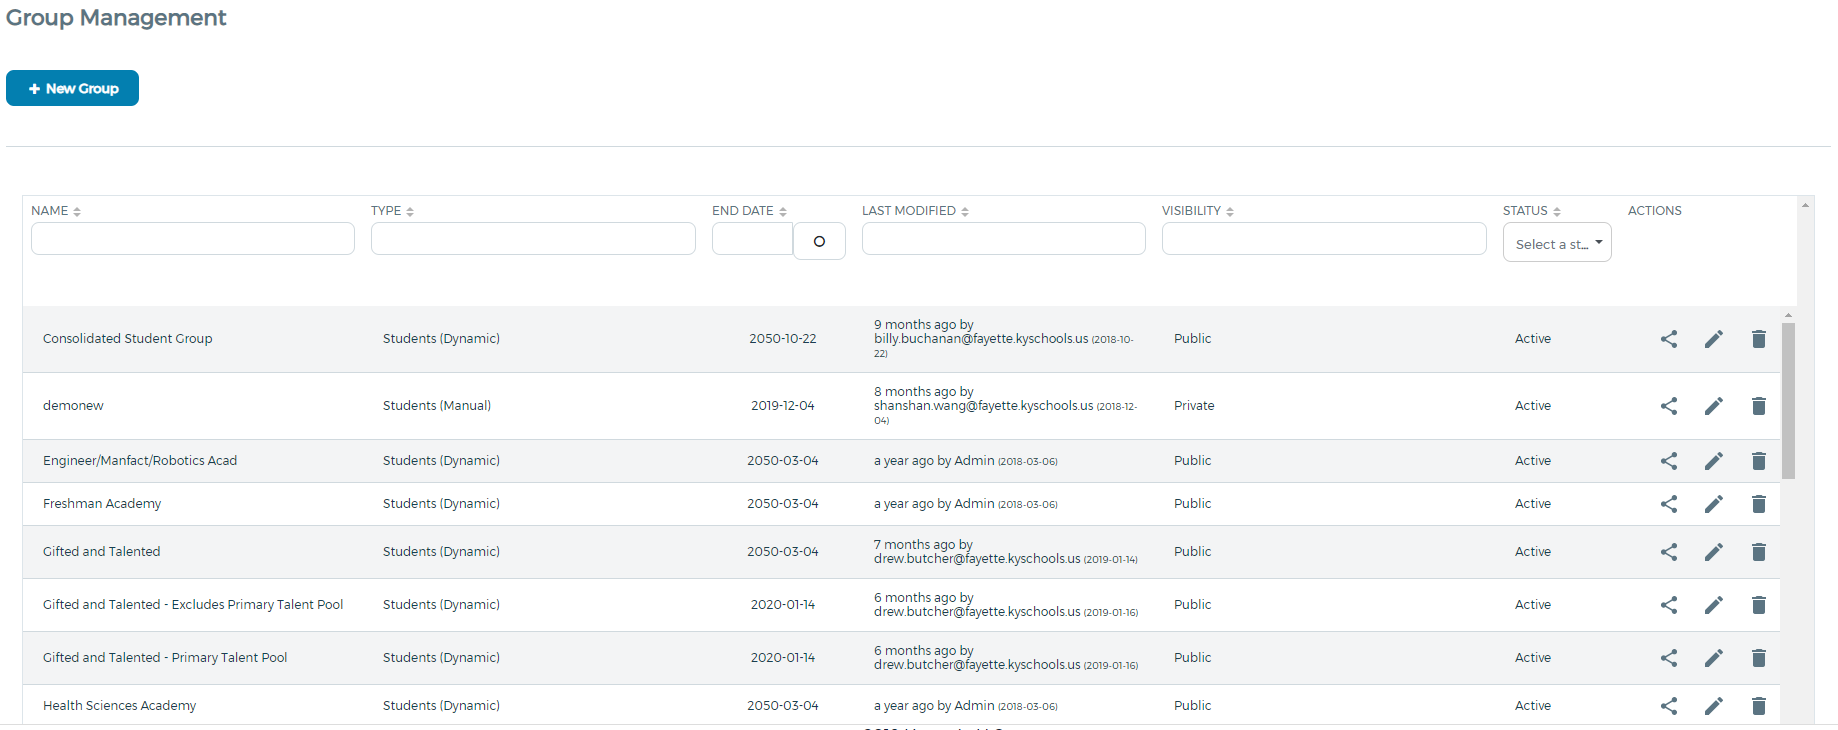 Group Management
+ New Group
NAME TYPE END DATE LAST MODIFIED VISIBILITY STATUS ACTIONS
Select a st...
Consolidated Student Group Students (Dynamic) 2050-10-22 9 months ago by billy.buchanan@fayette.kyschools.us (2018-10-22) Public Active
demonew Students (Manual) 2019-12-04 8 months ago by shanshan.wang@fayette.kyschools.us (2018-12-04) Private Active
Engineer/Manfact/Robotics Acad Students (Dynamic) 2050-03-04 a year ago by Admin (2018-03-06) Public Active
Freshman Academy Students (Dynamic) 2050-03-04 a year ago by Admin (2018-03-06) Public Active
Gifted and Talented Students (Dynamic) 2050-03-04 7 months ago by drew.butcher@fayette.kyschools.us (2019-01-14) Public Active
Gifted and Talented - Excludes Primary Talent Pool Students (Dynamic) 2020-01-14 6 months ago by drew.butcher@fayette.kyschools.us (2019-01-16) Public Active
Gifted and Talented - Primary Talent Pool Students (Dynamic) 2020-01-14 6 months ago by drew.butcher@fayette.kyschools.us (2019-01-16) Public Active
Health Sciences Academy Students (Dynamic) 2050-03-04 a year ago by Admin (2018-03-06) Public Active